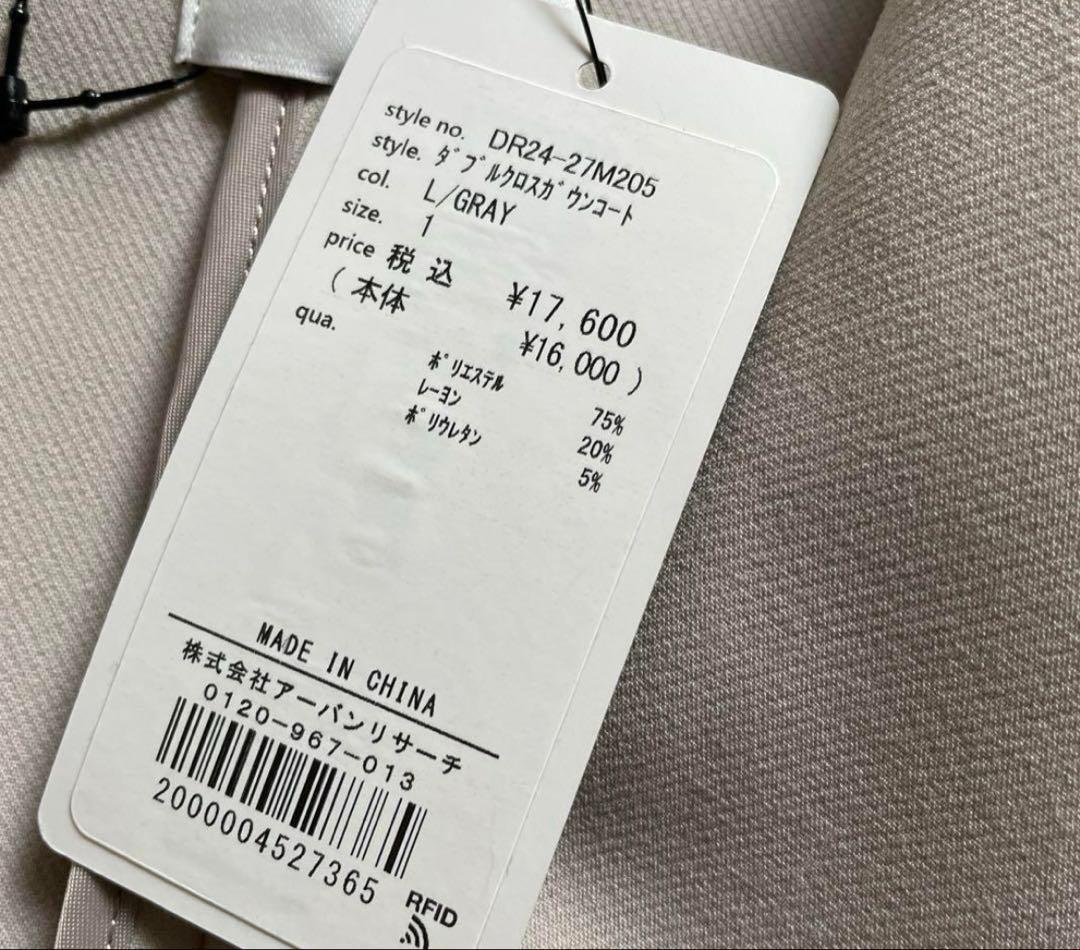 style no. DR24-27M205
style. ﾀﾞﾌﾞﾙｸﾛｽｶﾞｳﾝｺｰﾄ
col. L/GRAY
size. 1
price 税込 ¥17,600
(本体 ¥16,000)
qua.
ﾎﾟﾘｴｽﾃﾙ 75%
ﾚｰﾖﾝ 20%
ﾎﾟﾘｳﾚﾀﾝ 5%
MADE IN CHINA
株式会社アーバンリサーチ
0120-967-013
2000004527365
RFID